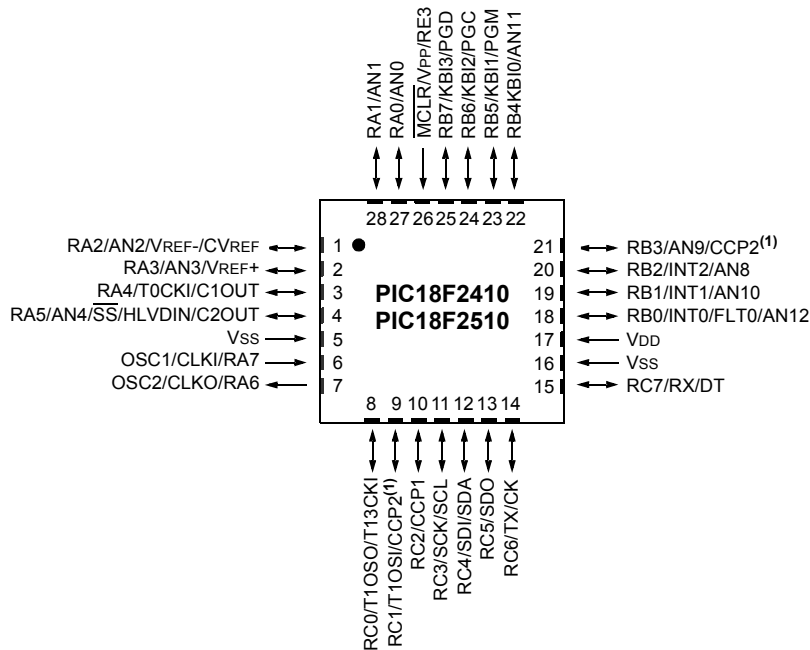 RA1/AN1
RA0/AN0
MCLR/VPP/RE3
RB7/KBI3/PGD
RB6/KBI2/PGC
RB5/KBI1/PGM
RB4KBI0/AN11
28 27 26 25 24 23 22
RA2/AN2/VREF-/CVREF 1
RA3/AN3/VREF+ 2
RA4/T0CKI/C1OUT 3
RA5/AN4/SS/HLVDIN/C2OUT 4
VSS 5
OSC1/CLKI/RA7 6
OSC2/CLKO/RA6 7
PIC18F2410
PIC18F2510
21 RB3/AN9/CCP2(1)
20 RB2/INT2/AN8
19 RB1/INT1/AN10
18 RB0/INT0/FLT0/AN12
17 VDD
16 VSS
15 RC7/RX/DT
8 9 10 11 12 13 14
RC0/T1OSO/T13CKI
RC1/T1OSI/CCP2(1)
RC2/CCP1
RC3/SCK/SCL
RC4/SDI/SDA
RC5/SDO
RC6/TX/CK